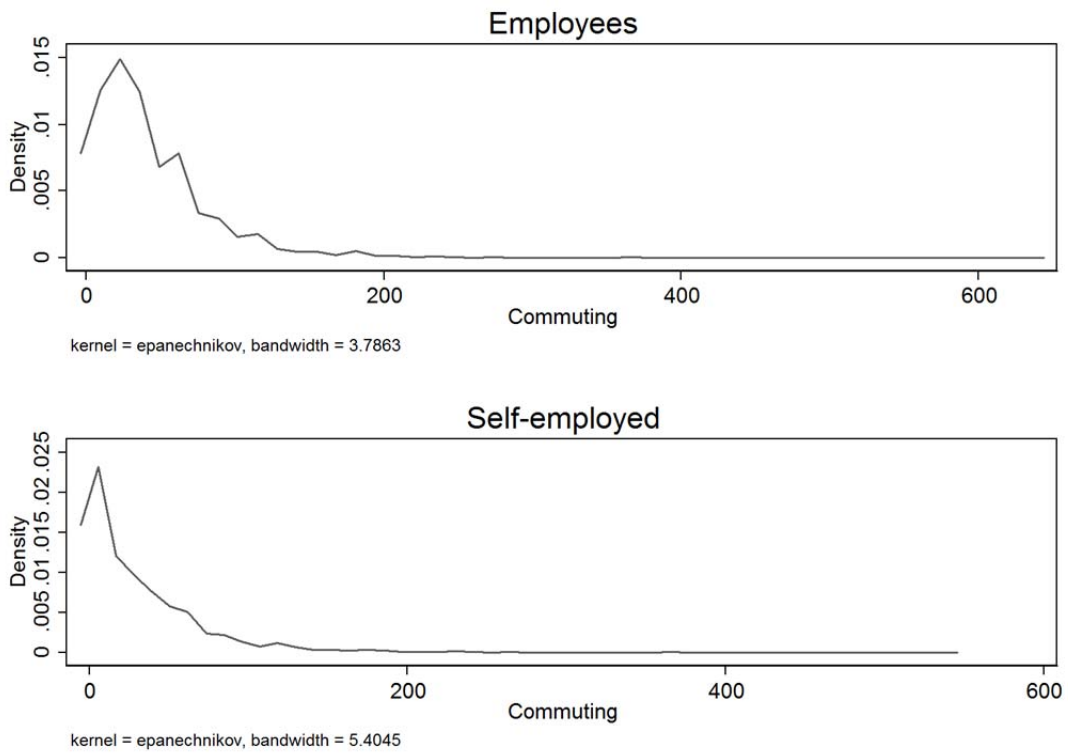 Employees
Density
.015
.01
.005
0
0 200 400 600
Commuting
kernel = epanechnikov, bandwidth = 3.7863
Self-employed
Density
.025
.02
.015
.01
.005
0
0 200 400 600
Commuting
kernel = epanechnikov, bandwidth = 5.4045